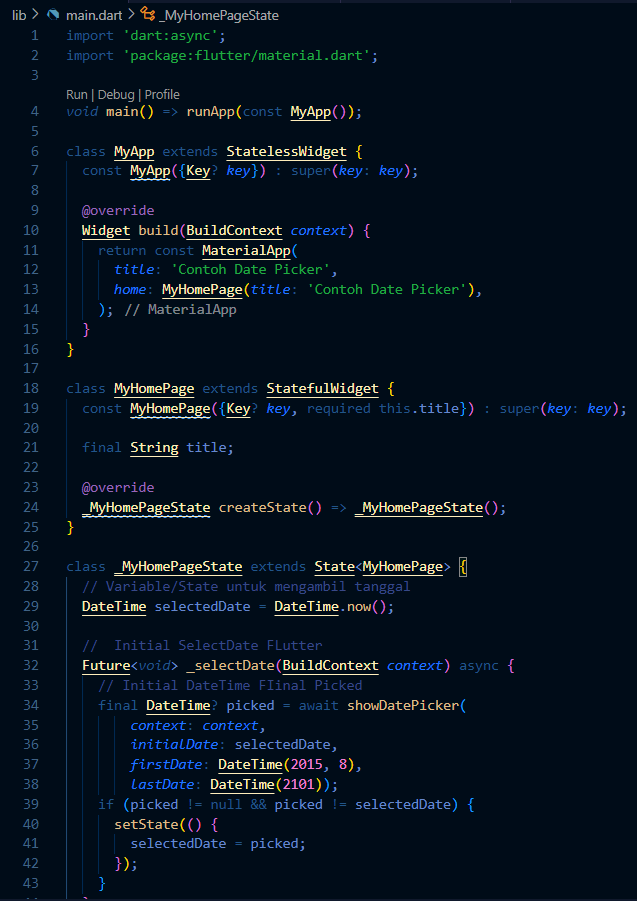 lib > main.dart > _MyHomePageState
1 import 'dart:async';
2 import 'package:flutter/material.dart';
3
Run | Debug | Profile
4 void main() => runApp(const MyApp());
5
6 class MyApp extends StatelessWidget {
7 const MyApp({Key? key}) : super(key: key);
8
9 @override
10 Widget build(BuildContext context) {
11 return const MaterialApp(
12 title: 'Contoh Date Picker',
13 home: MyHomePage(title: 'Contoh Date Picker'),
14 ); // MaterialApp
15 }
16 }
17
18 class MyHomePage extends StatefulWidget {
19 const MyHomePage({Key? key, required this.title}) : super(key: key);
20
21 final String title;
22
23 @override
24 _MyHomePageState createState() => _MyHomePageState();
25 }
26
27 class _MyHomePageState extends State<MyHomePage> {
28 // Variable/State untuk mengambil tanggal
29 DateTime selectedDate = DateTime.now();
30
31 //  Initial SelectDate FLutter
32 Future<void> _selectDate(BuildContext context) async {
33 // Initial DateTime FIinal Picked
34 final DateTime? picked = await showDatePicker(
35 context: context,
36 initialDate: selectedDate,
37 firstDate: DateTime(2015, 8),
38 lastDate: DateTime(2101));
39 if (picked != null && picked != selectedDate) {
40 setState(() {
41 selectedDate = picked;
42 });
43 }